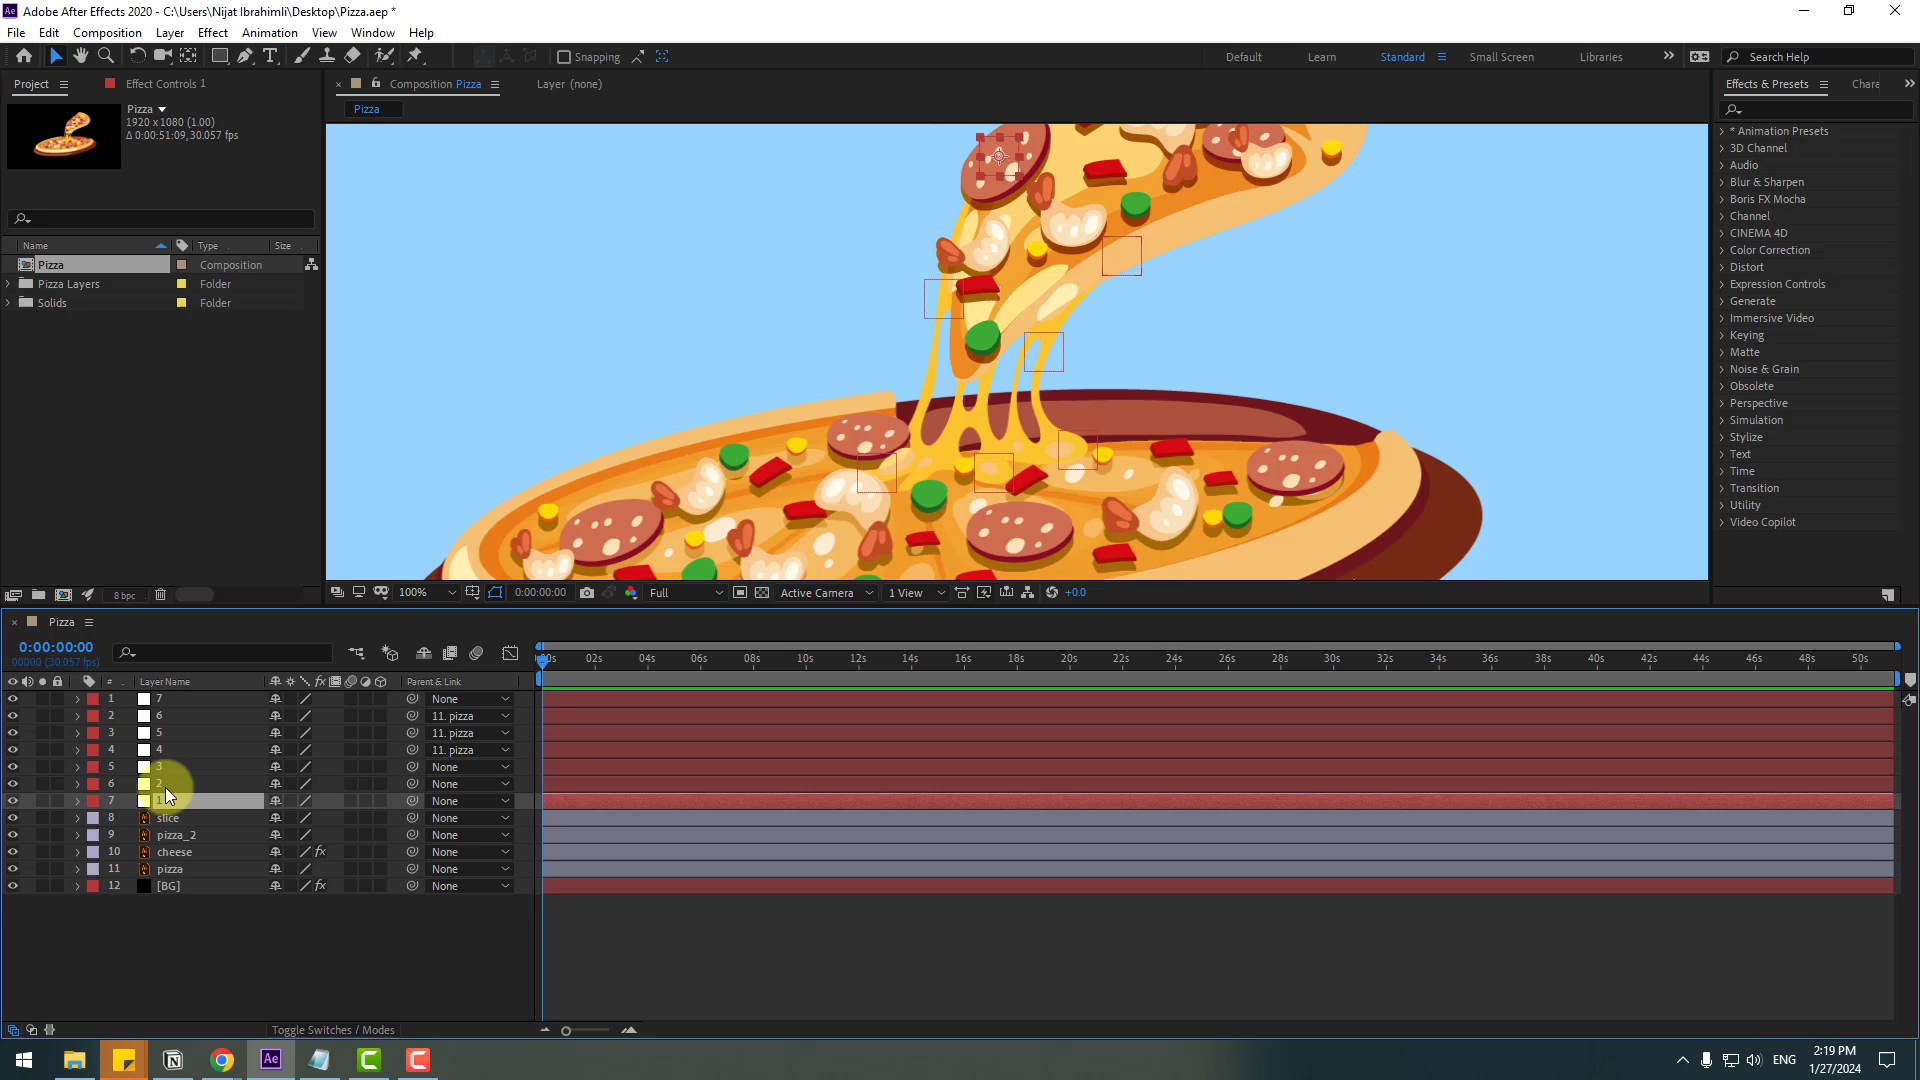 Adobe After Effects 2020 - C:\Users\Nijat Ibrahimli\Desktop\Pizza.aep *
File Edit Composition Layer Effect Animation View Window Help
Snapping Default Learn Standard Small Screen Libraries Search Help
Project Effect Controls 1 Composition Pizza Layer (none) Effects & Presets Chara
Pizza
1920 x 1080 (1.00)
Δ 0:00:51:09, 30.057 fps
Pizza
Name Type Size
Pizza Composition
Pizza Layers Folder
Solids Folder
* Animation Presets
3D Channel
Audio
Blur & Sharpen
Boris FX Mocha
Channel
CINEMA 4D
Color Correction
Distort
Expression Controls
Generate
Immersive Video
Keying
Matte
Noise & Grain
Obsolete
Perspective
Simulation
Stylize
Text
Time
Transition
Utility
Video Copilot
8 bpc 100% 0:00:00:00 Full Active Camera 1 View +0.0
Pizza
0:00:00:00
00000 (30.057 fps)
:00s 02s 04s 06s 08s 10s 12s 14s 16s 18s 20s 22s 24s 26s 28s 30s 32s 34s 36s 38s 40s 42s 44s 46s 48s 50s
# Layer Name fx Parent & Link
1 7 None
2 6 11. pizza
3 5 11. pizza
4 4 11. pizza
5 3 None
6 2 None
7 1 None
8 slice None
9 pizza_2 None
10 cheese fx None
11 pizza None
12 [BG] fx None
Toggle Switches / Modes
Ae ENG 2:19 PM
1/27/2024